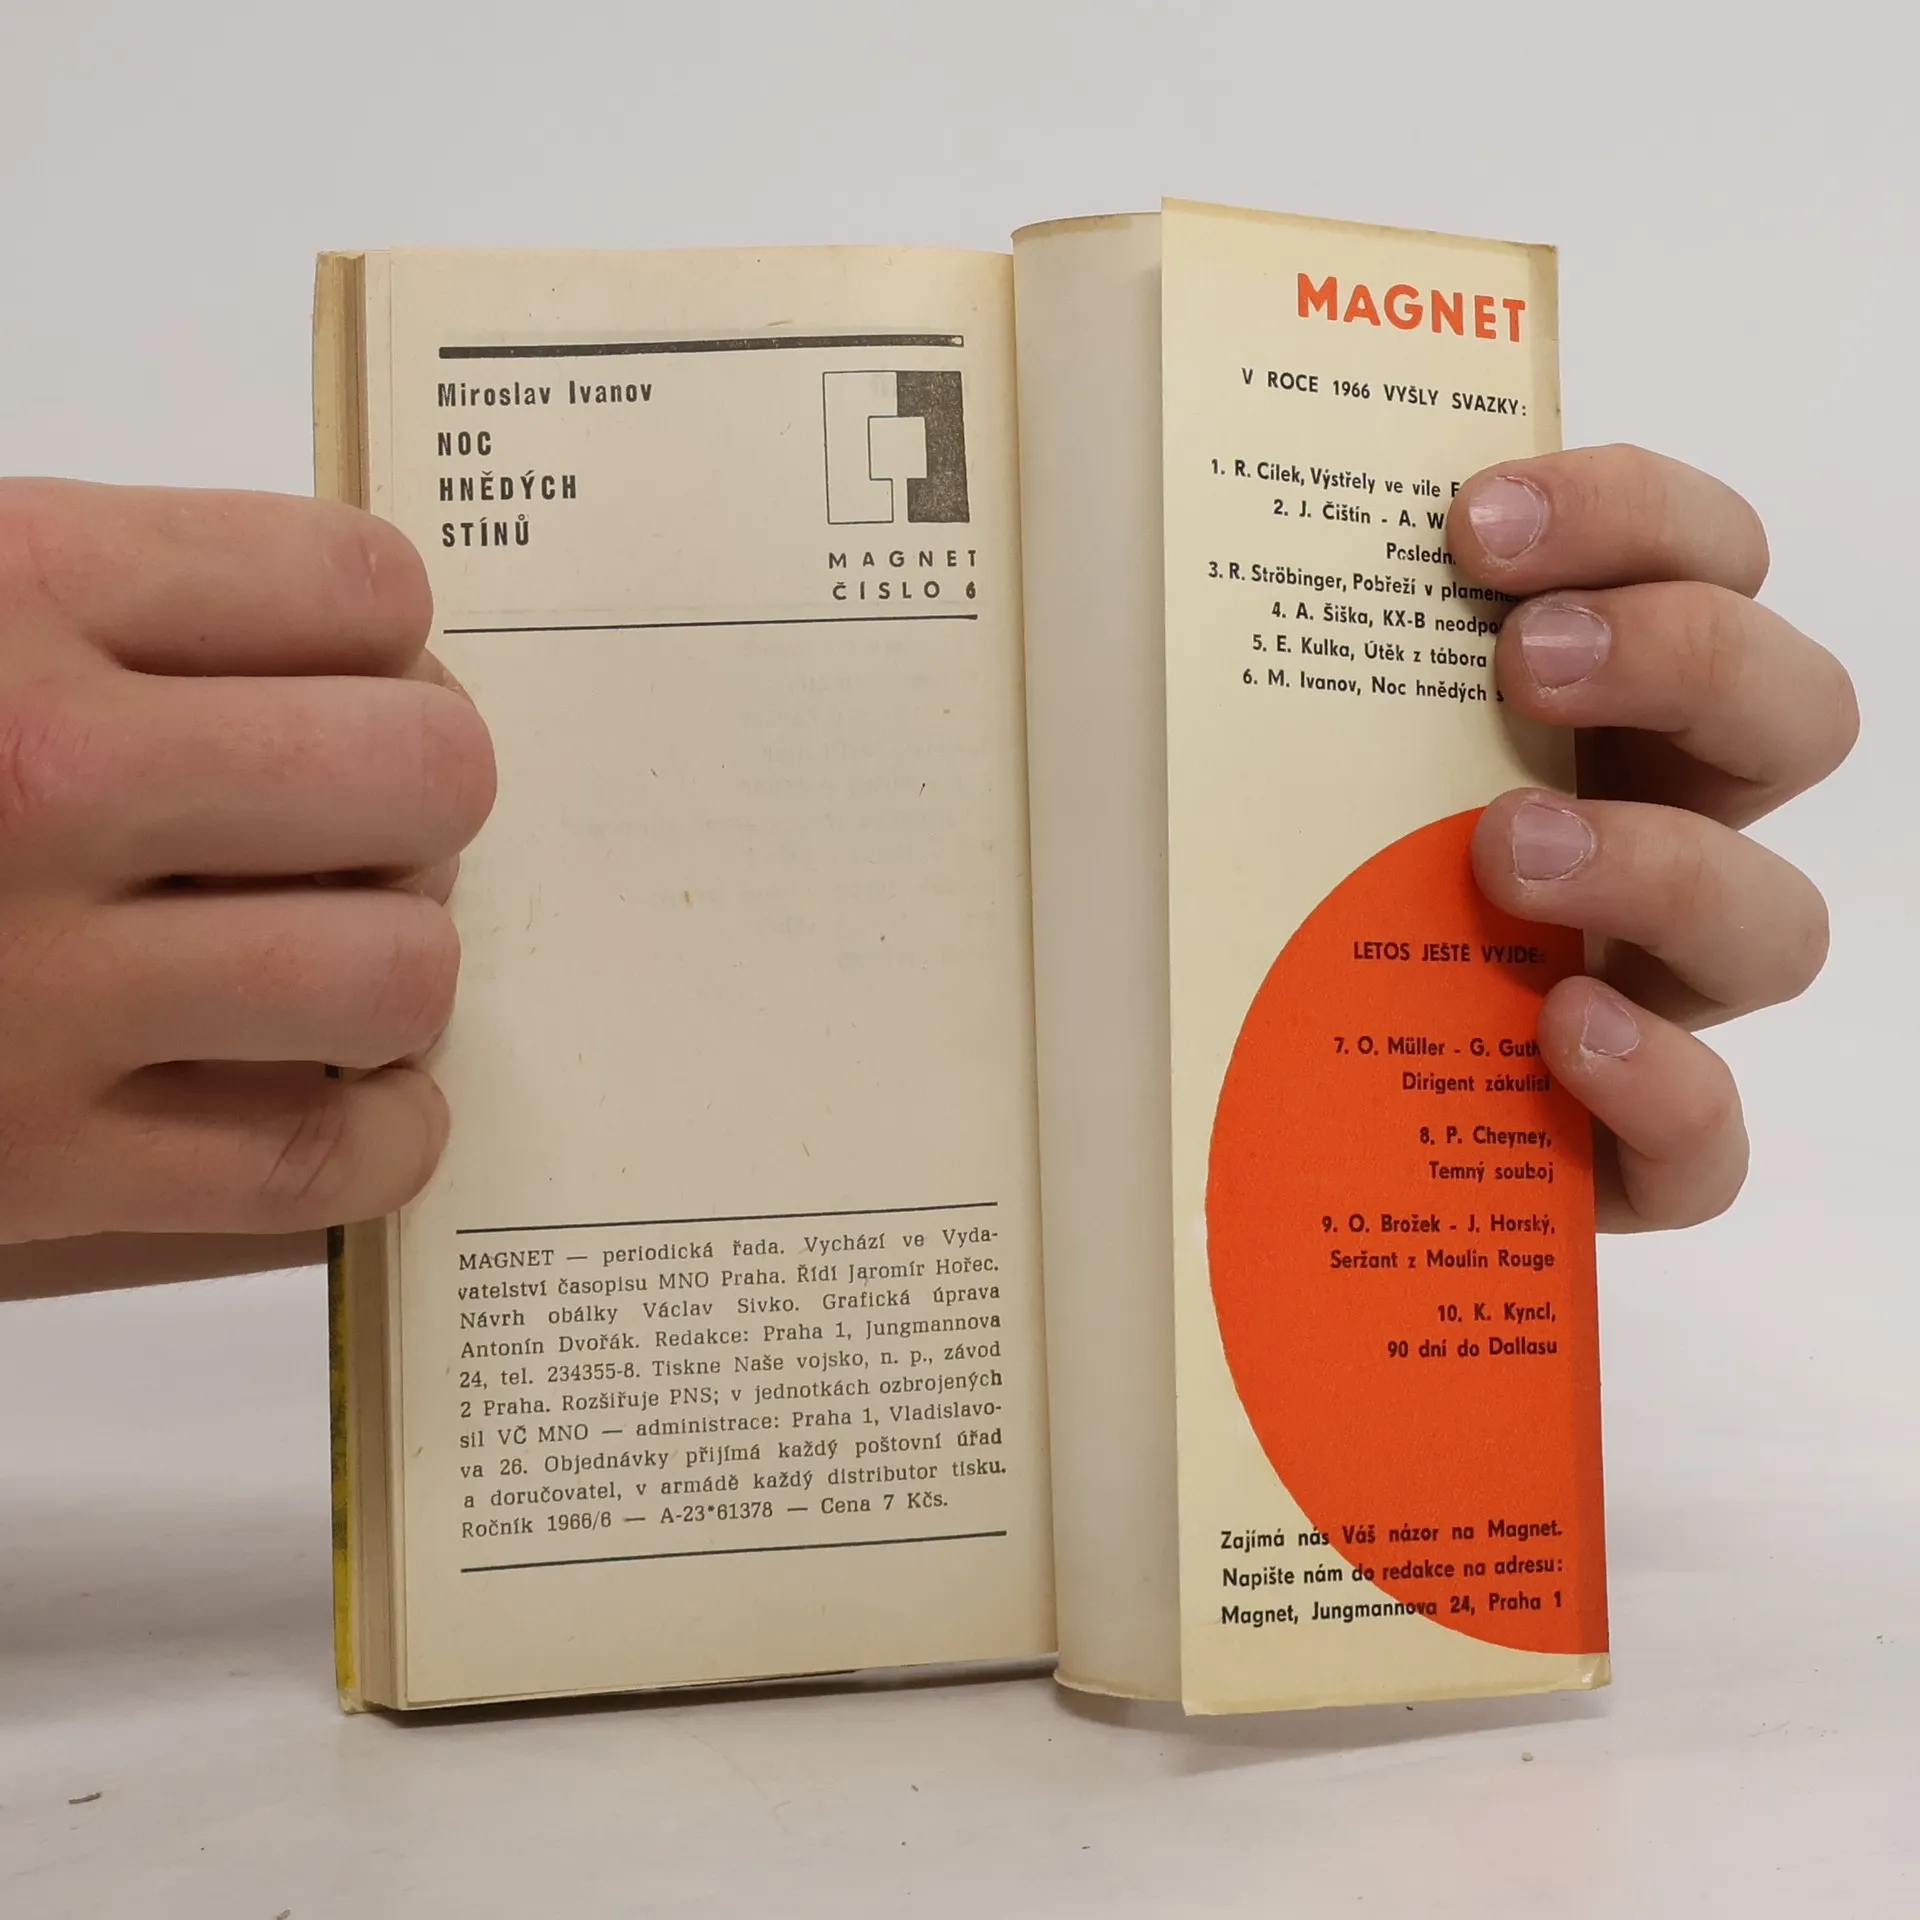 Miroslav Ivanov
NOC
HNĚDÝCH
STÍNŮ
MAGNET
ČÍSLO 6
MAGNET — periodická řada. Vychází ve Vyda-
vatelství časopisu MNO Praha. Řídí Jaromír Hořec.
Návrh obálky Václav Sivko. Grafická úprava
Antonín Dvořák. Redakce: Praha 1, Jungmannova
24, tel. 234355-8. Tiskne Naše vojsko, n. p., závod
2 Praha. Rozšiřuje PNS; v jednotkách ozbrojených
sil VČ MNO — administrace: Praha 1, Vladislavo-
va 26. Objednávky přijímá každý poštovní úřad
a doručovatel, v armádě každý distributor tisku.
Ročník 1966/6 — A-23*61378 — Cena 7 Kčs.
MAGNET
V ROCE 1966 VYŠLY SVAZKY:
1. R. Cílek, Výstřely ve vile
2. J. Čištín - A. W
Posledn
3. R. Ströbinger, Pobřeží v plamene
4. A. Šiška, KX-B neodpo
5. E. Kulka, Útěk z tábora
6. M. Ivanov, Noc hnědých s
LETOS JEŠTĚ VYJDE:
7. O. Müller - G. Guth
Dirigent zákulisí
8. P. Cheyney,
Temný souboj
9. O. Brožek - J. Horský,
Seržant z Moulin Rouge
10. K. Kyncl,
90 dní do Dallasu
Zajímá nás Váš názor na Magnet.
Napište nám do redakce na adresu:
Magnet, Jungmannova 24, Praha 1